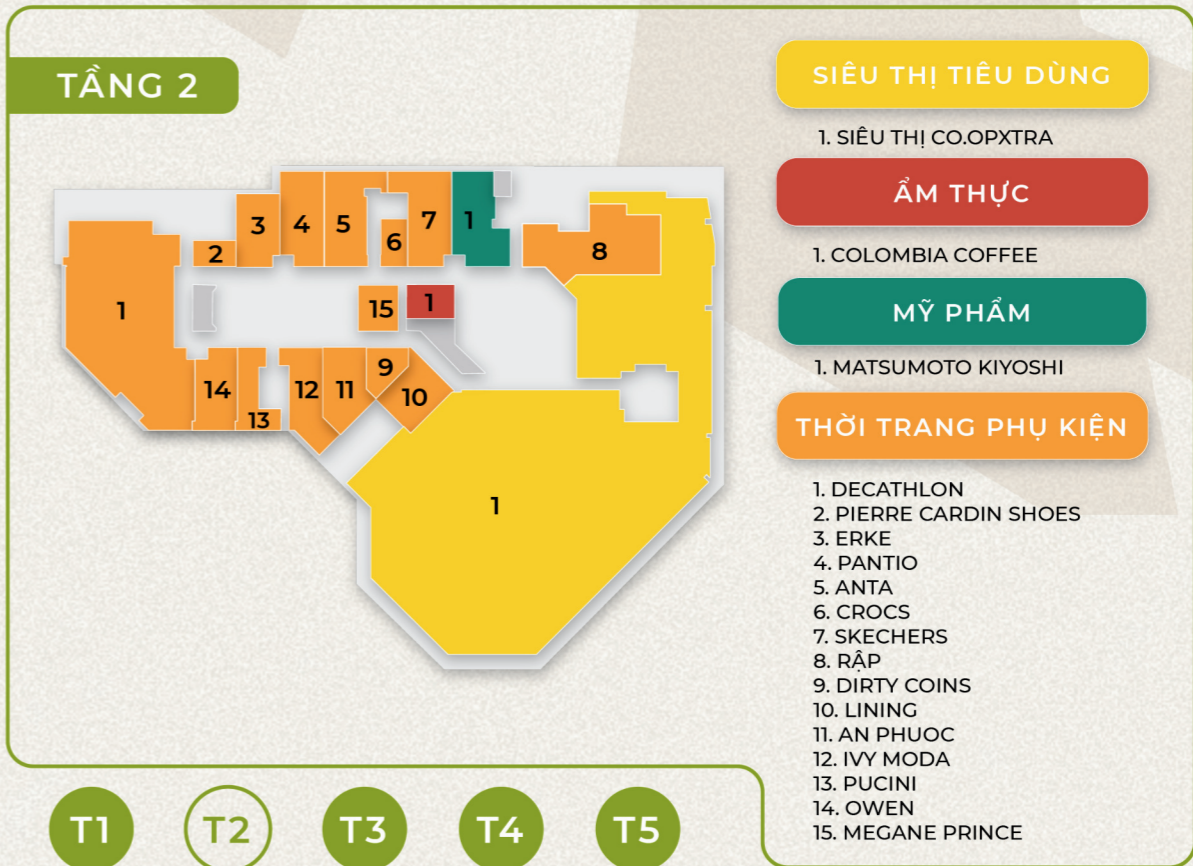 TẦNG 2
3
4
5
7
1
2
6
8
1
15
1
14
13
12
11
9
10
1
SIÊU THỊ TIÊU DÙNG
1. SIÊU THỊ CO.OPXTRA
ẨM THỰC
1. COLOMBIA COFFEE
MỸ PHẨM
1. MATSUMOTO KIYOSHI
THỜI TRANG PHỤ KIỆN
1. DECATHLON
2. PIERRE CARDIN SHOES
3. ERKE
4. PANTIO
5. ANTA
6. CROCS
7. SKECHERS
8. RẬP
9. DIRTY COINS
10. LINING
11. AN PHUOC
12. IVY MODA
13. PUCINI
14. OWEN
15. MEGANE PRINCE
T1
T2
T3
T4
T5